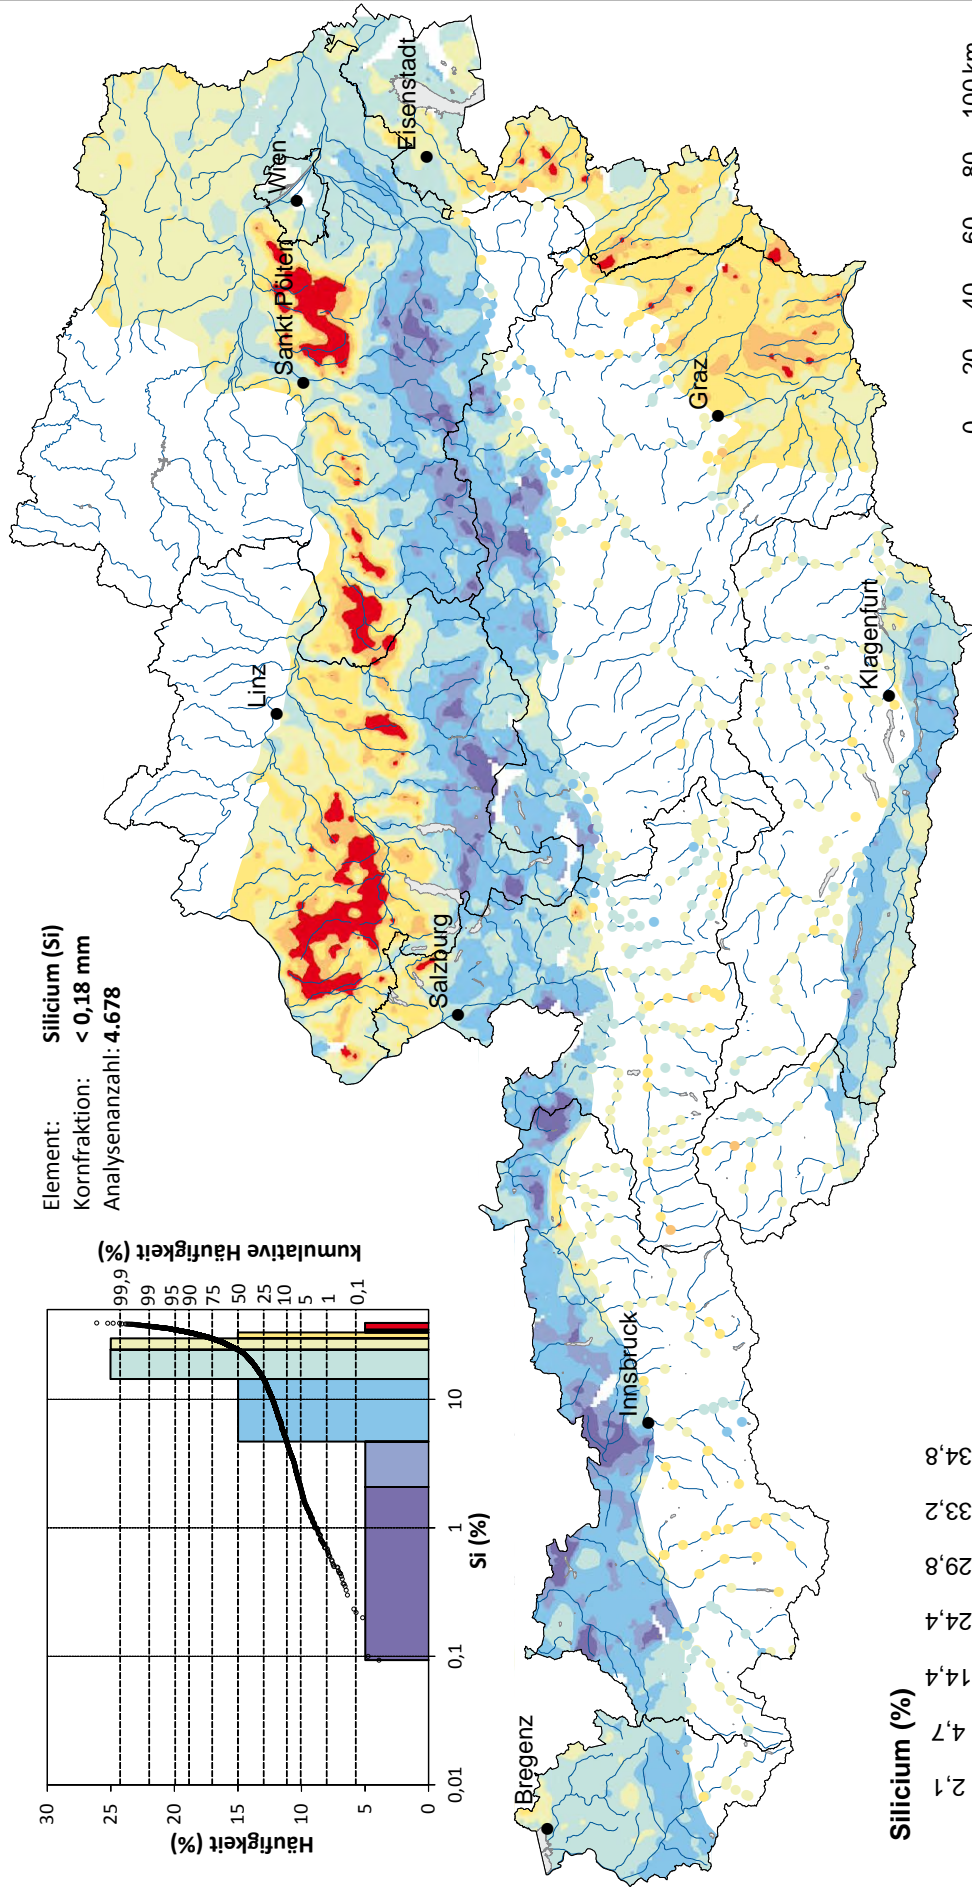 Element: Silicium (Si)
Kornfraktion: < 0,18 mm
Analysenanzahl: 4.678
Häufigkeit (%)
30
25
20
15
10
5
0
kumulative Häufigkeit (%)
99,9
99
95
90
75
50
25
10
5
1
0,1
0,01
0,1
1
10
Si (%)
Bregenz
Innsbruck
Salzburg
Linz
Sankt Pölten
Wien
Eisenstadt
Graz
Klagenfurt
Silicium (%)
2,1
4,7
14,4
24,4
29,8
33,2
34,8
0 20 40 60 80 100 km